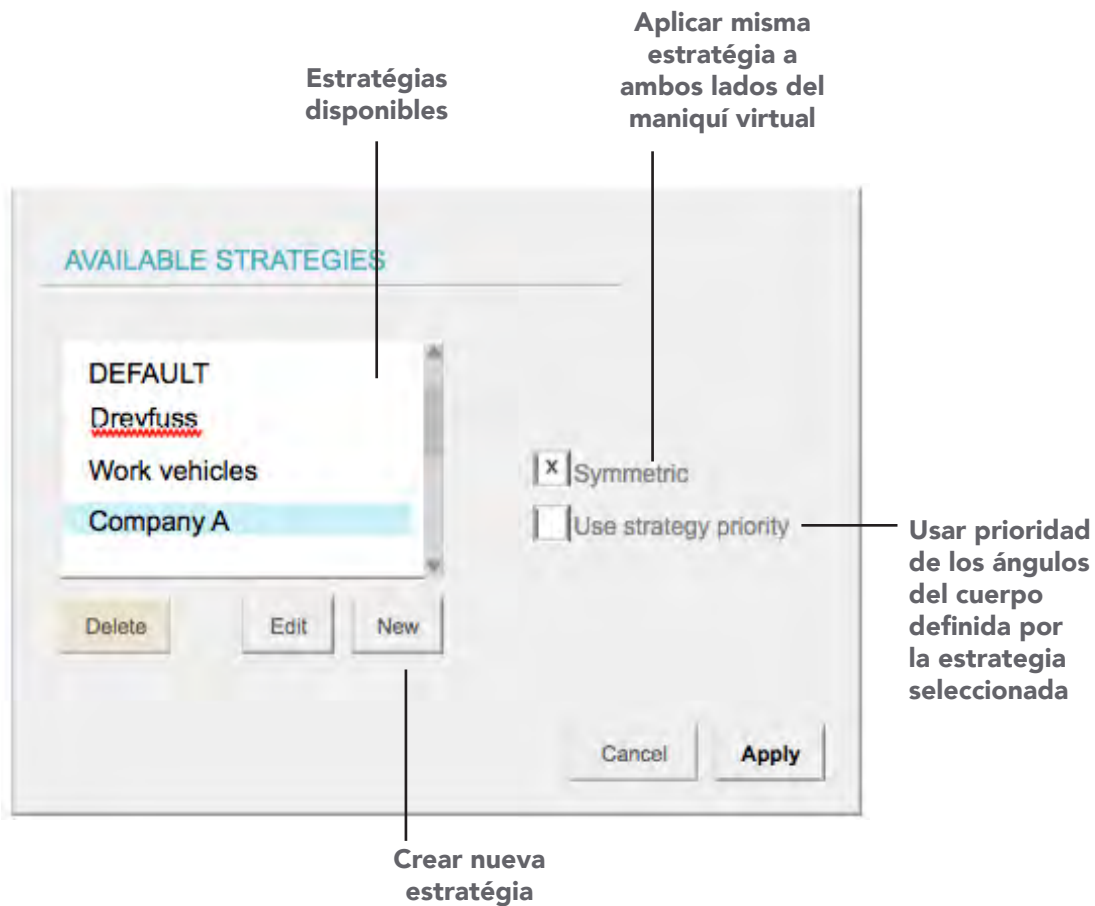 Aplicar misma
estratégia a
ambos lados del
maniquí virtual
Estratégias
disponibles
AVAILABLE STRATEGIES
DEFAULT
Drevfuss
Work vehicles
Company A
x Symmetric
Use strategy priority
Usar prioridad
de los ángulos
del cuerpo
definida por
la estrategia
seleccionada
Delete Edit New
Cancel Apply
Crear nueva
estratégia